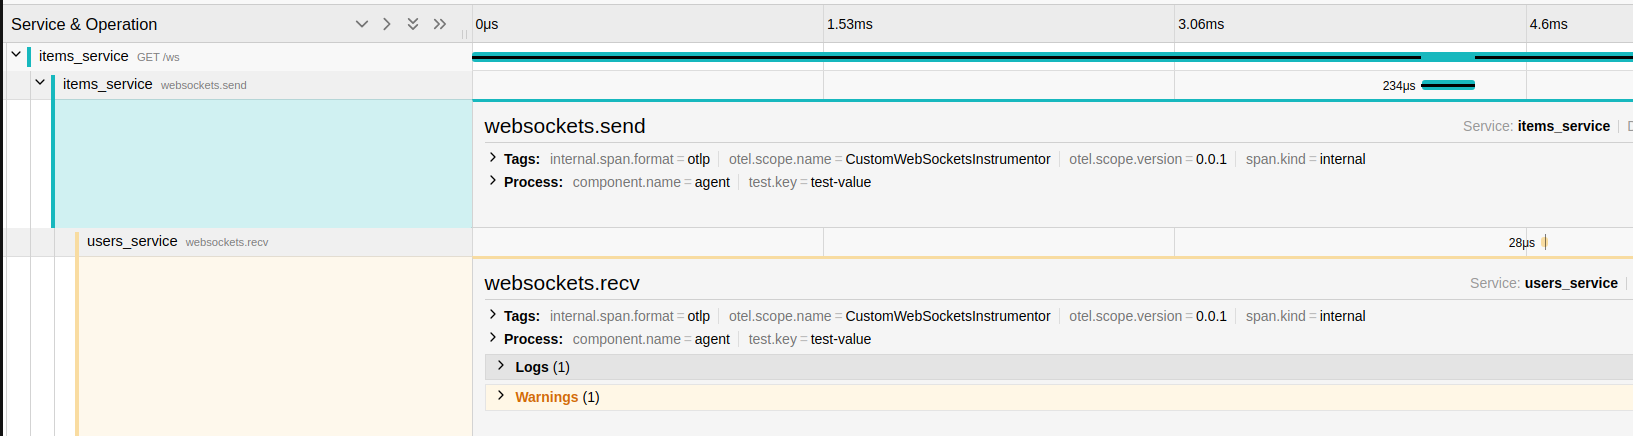 Service & Operation 0μs 1.53ms 3.06ms 4.6ms
items_service GET /ws
items_service websockets.send 234μs
websockets.send Service: items_service
Tags: internal.span.format = otlp otel.scope.name = CustomWebSocketsInstrumentor otel.scope.version = 0.0.1 span.kind = internal
Process: component.name = agent test.key = test-value
users_service websockets.recv 28μs
websockets.recv Service: users_service
Tags: internal.span.format = otlp otel.scope.name = CustomWebSocketsInstrumentor otel.scope.version = 0.0.1 span.kind = internal
Process: component.name = agent test.key = test-value
Logs (1)
Warnings (1)